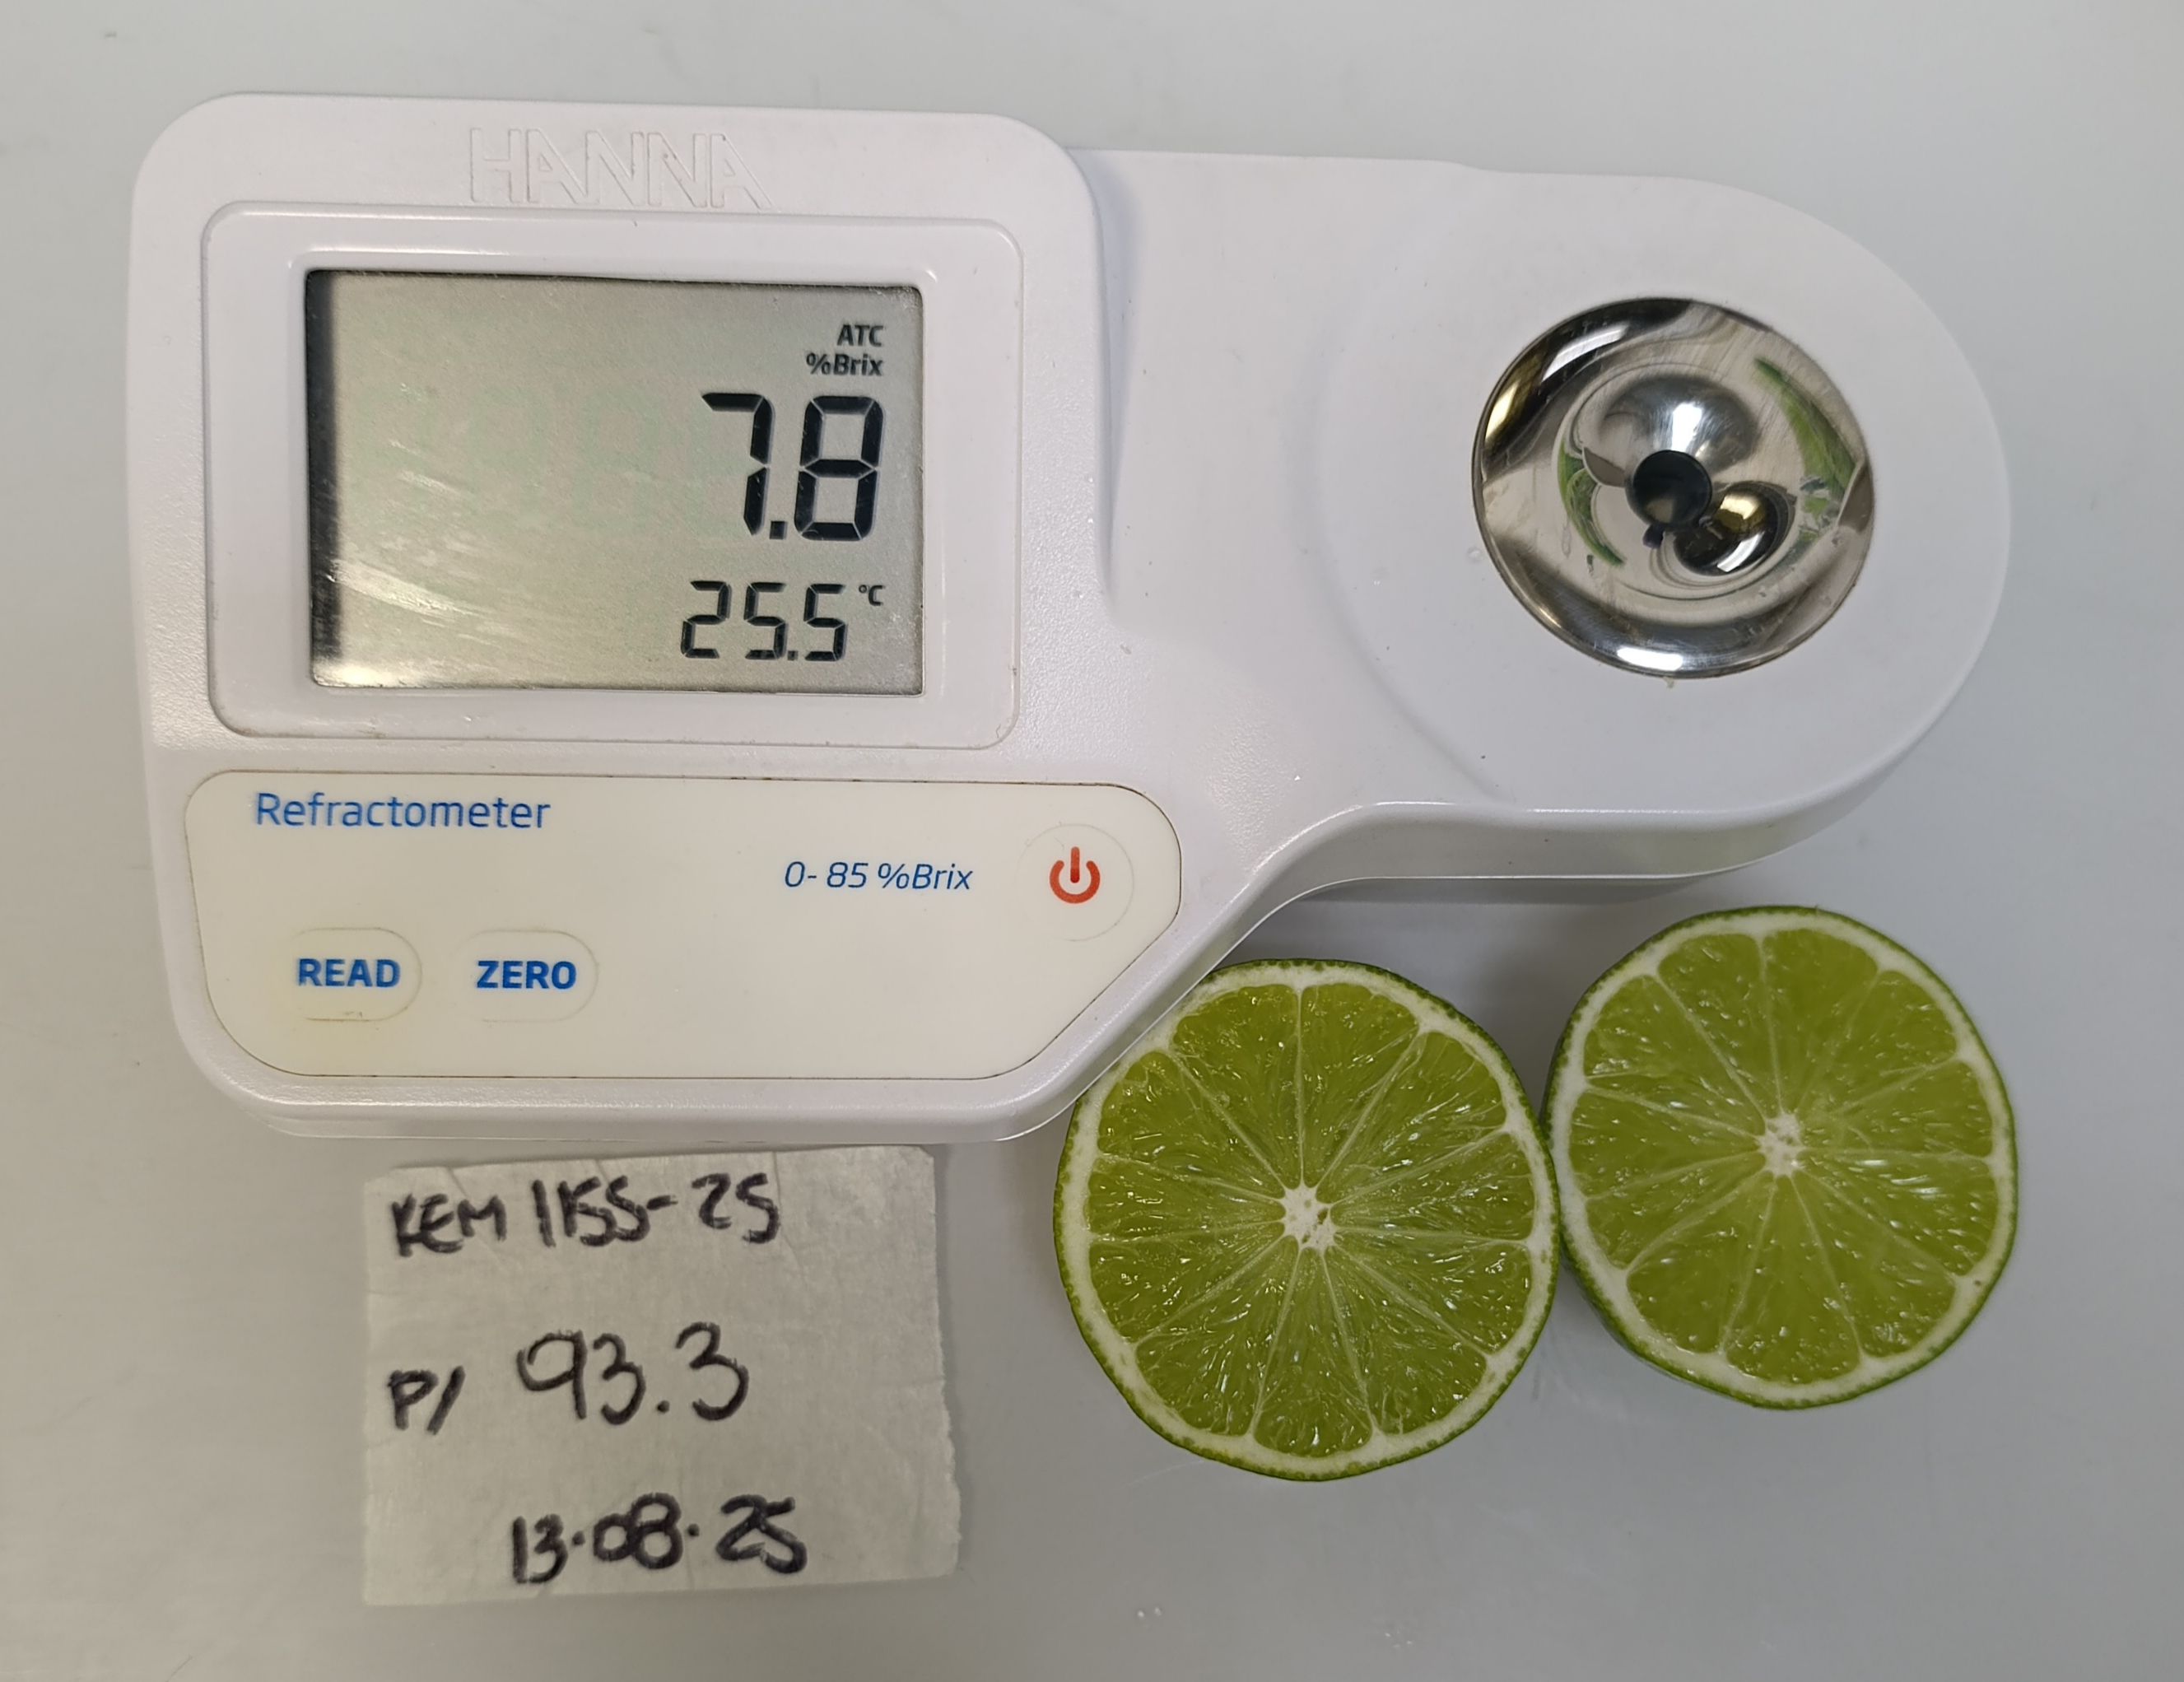 HANNA
ATC
%Brix
7.8
25.5 °C
Refractometer
0-85 %Brix
READ ZERO
KEM 1155-25
P/ 93.3
13.08.25